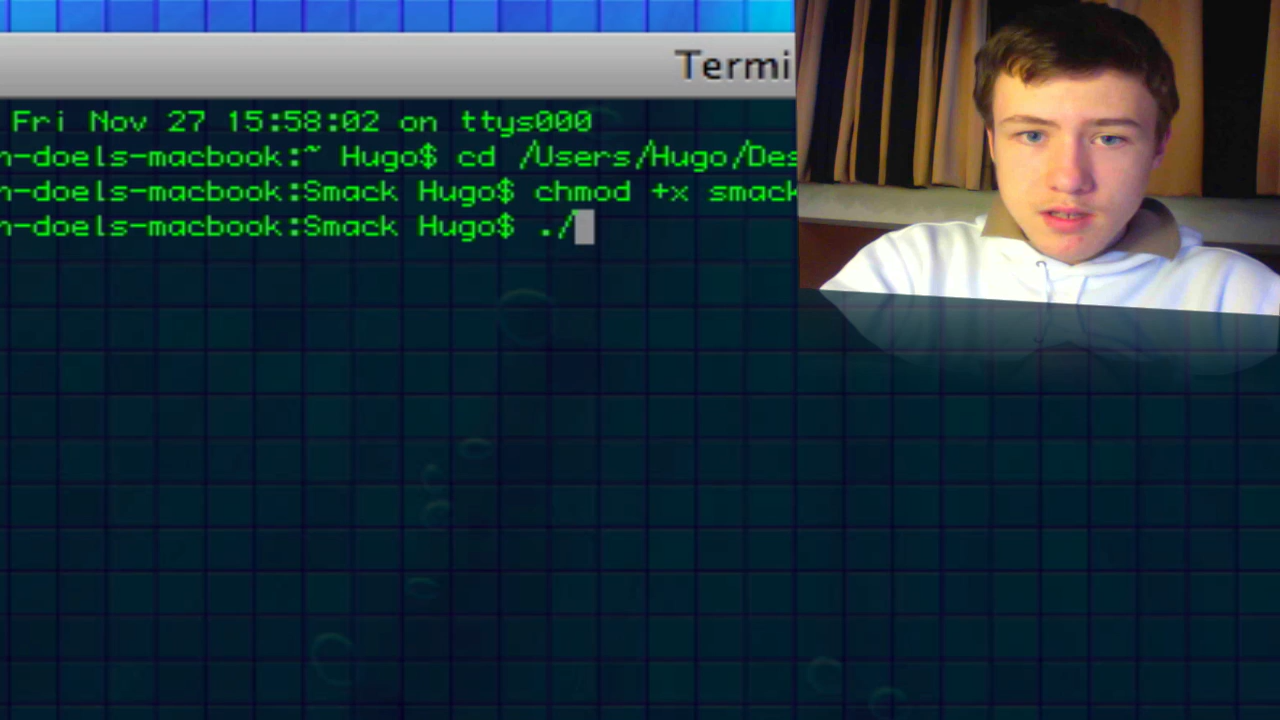 Termi
Fri Nov 27 15:58:02 on ttys000
n-doels-macbook:~ Hugo$ cd /Users/Hugo/Des
n-doels-macbook:Smack Hugo$ chmod +x smack
n-doels-macbook:Smack Hugo$ ./